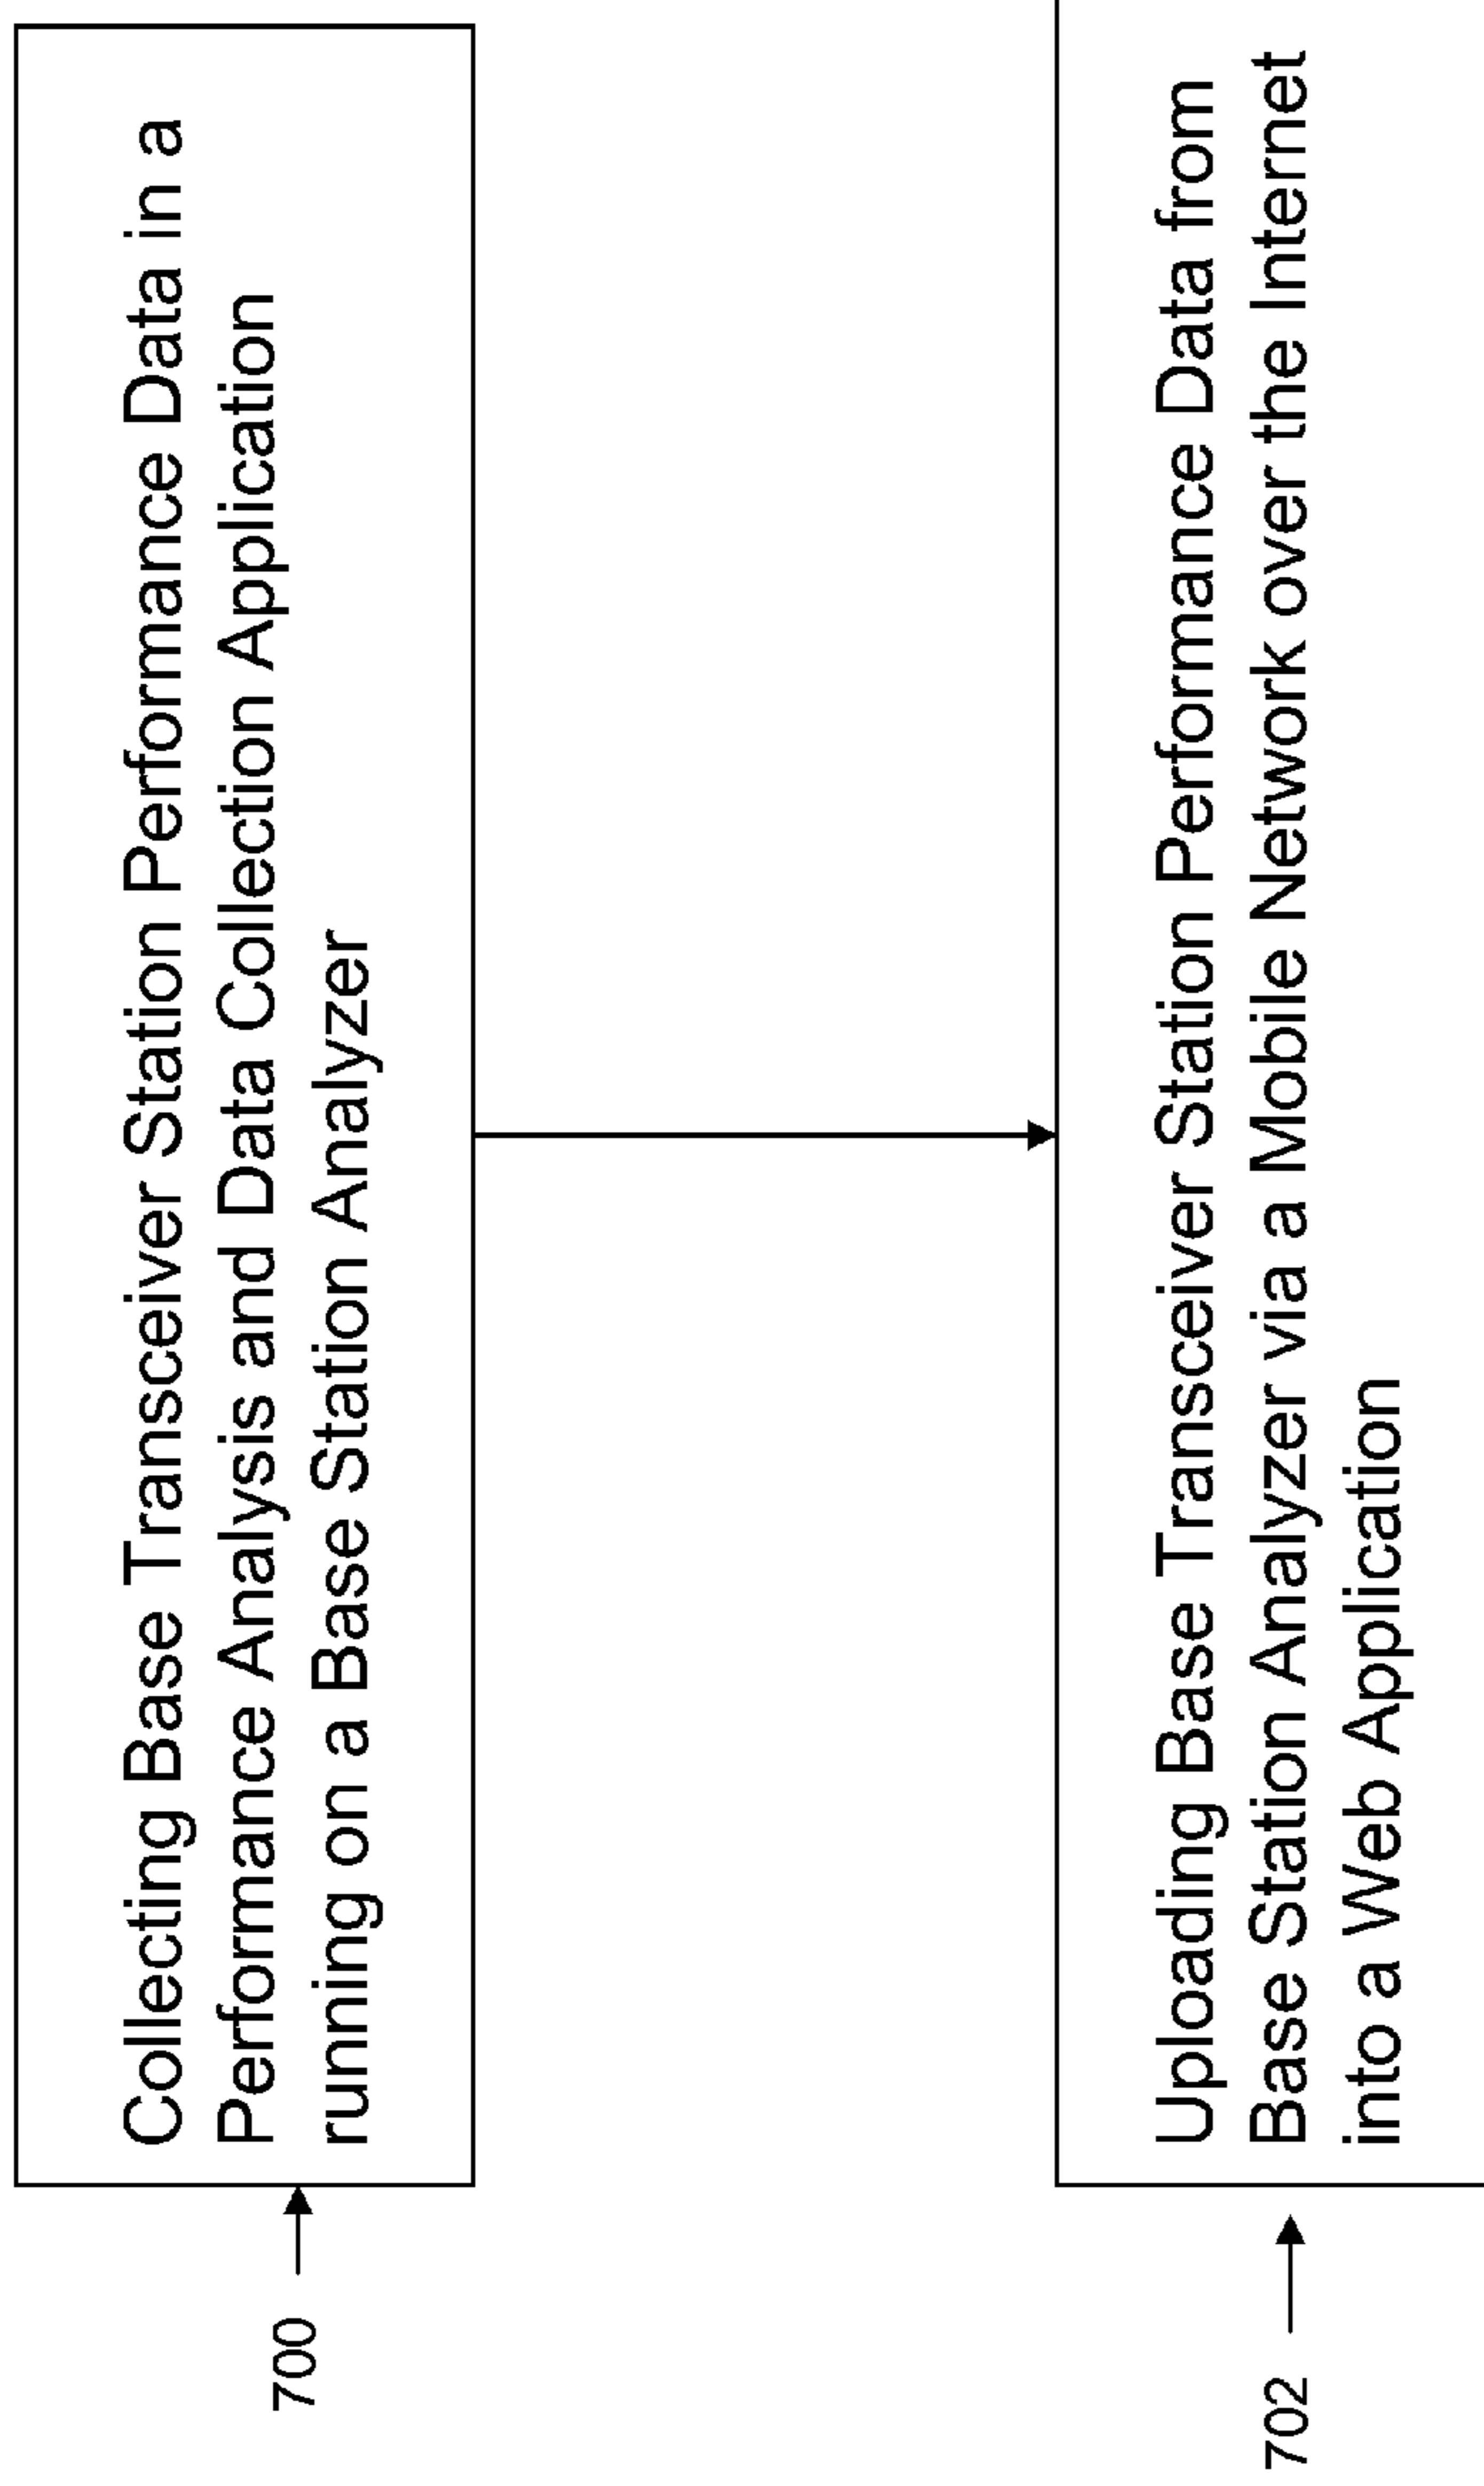 Collecting Base Transceiver Station Performance Data in a
Performance Analysis and Data Collection Application
running on a Base Station Analyzer
700
Uploading Base Transceiver Station Performance Data from
Base Station Analyzer via a Mobile Network over the Internet
into a Web Application
702